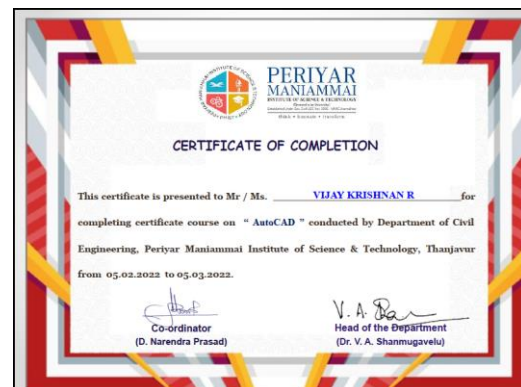 PERIYAR
MANIAMMAI
INSTITUTE OF SCIENCE & TECHNOLOGY
CERTIFICATE OF COMPLETION
This certificate is presented to Mr / Ms. VIJAY KRISHNAN R for
completing certificate course on “ AutoCAD ” conducted by Department of Civil
Engineering, Periyar Maniammai Institute of Science & Technology, Thanjavur
from 05.02.2022 to 05.03.2022.
V. A.
Co-ordinator
(D. Narendra Prasad)
Head of the Department
(Dr. V. A. Shanmugavelu)